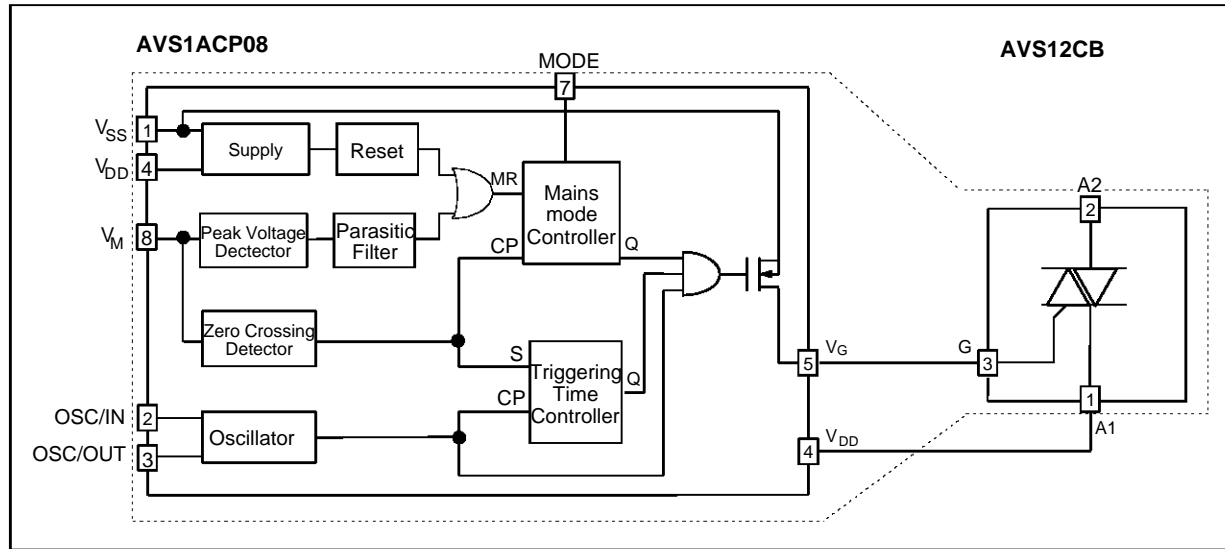 AVS1ACP08
AVS12CB
MODE
7
VSS
1
Supply
Reset
VDD
4
MR
Mains
mode
Controller
A2
2
VM
8
Peak Voltage
Dectector
Parasitic
Filter
CP
Q
Zero Crossing
Detector
S
Triggering
Time
Controller
Q
CP
VG
5
G
3
1
A1
OSC/IN
2
Oscillator
OSC/OUT
3
4
VDD